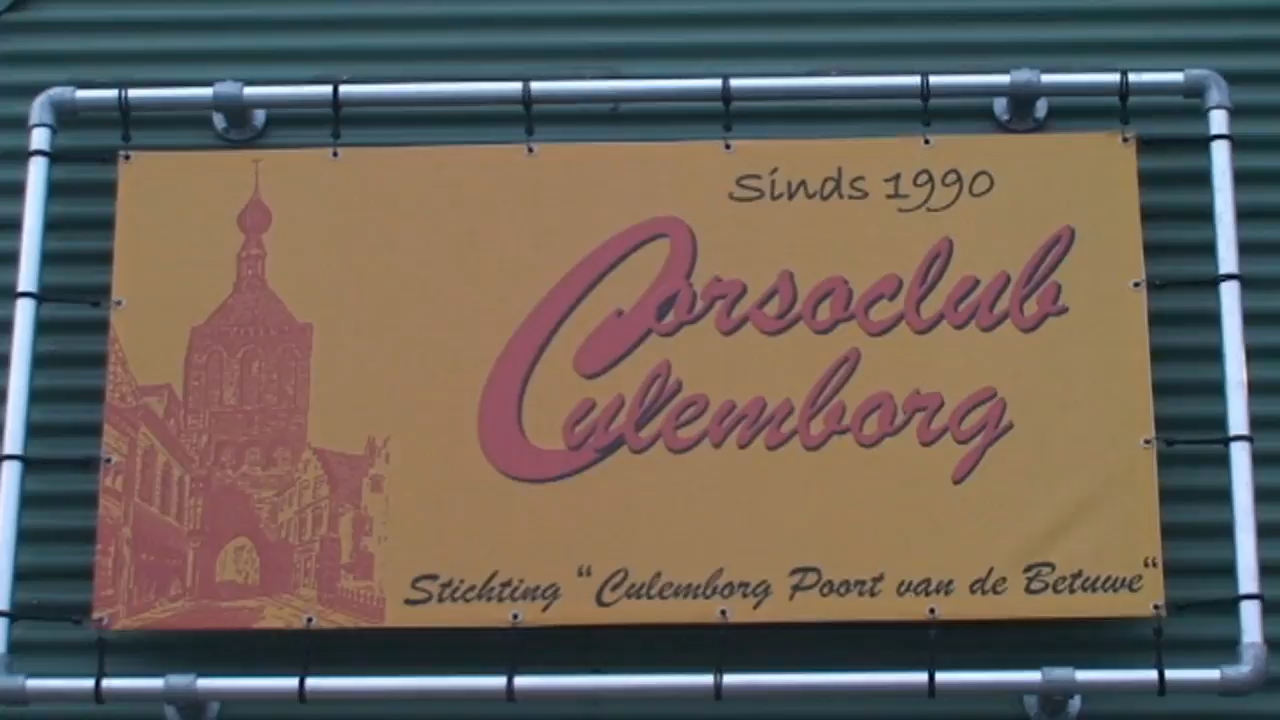 Sinds 1990
Corsoclub
Culemborg
Stichting “Culemborg Poort van de Betuwe“